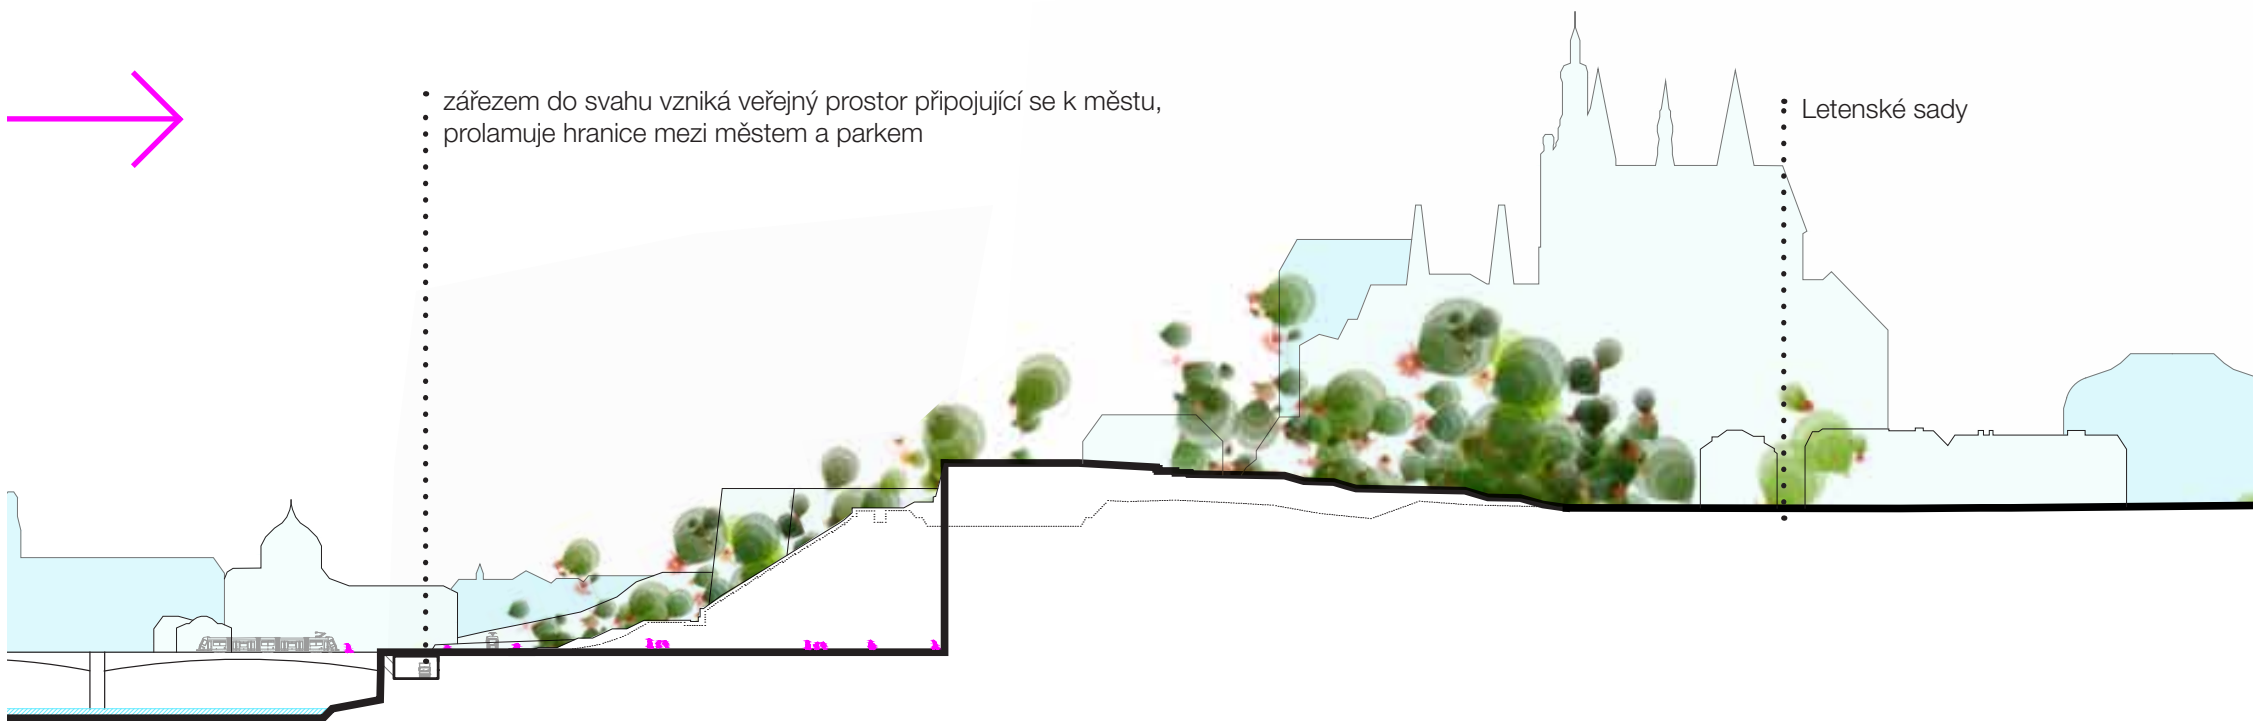 zářezem do svahu vzniká veřejný prostor připojující se k městu,
prolamuje hranice mezi městem a parkem
Letenské sady